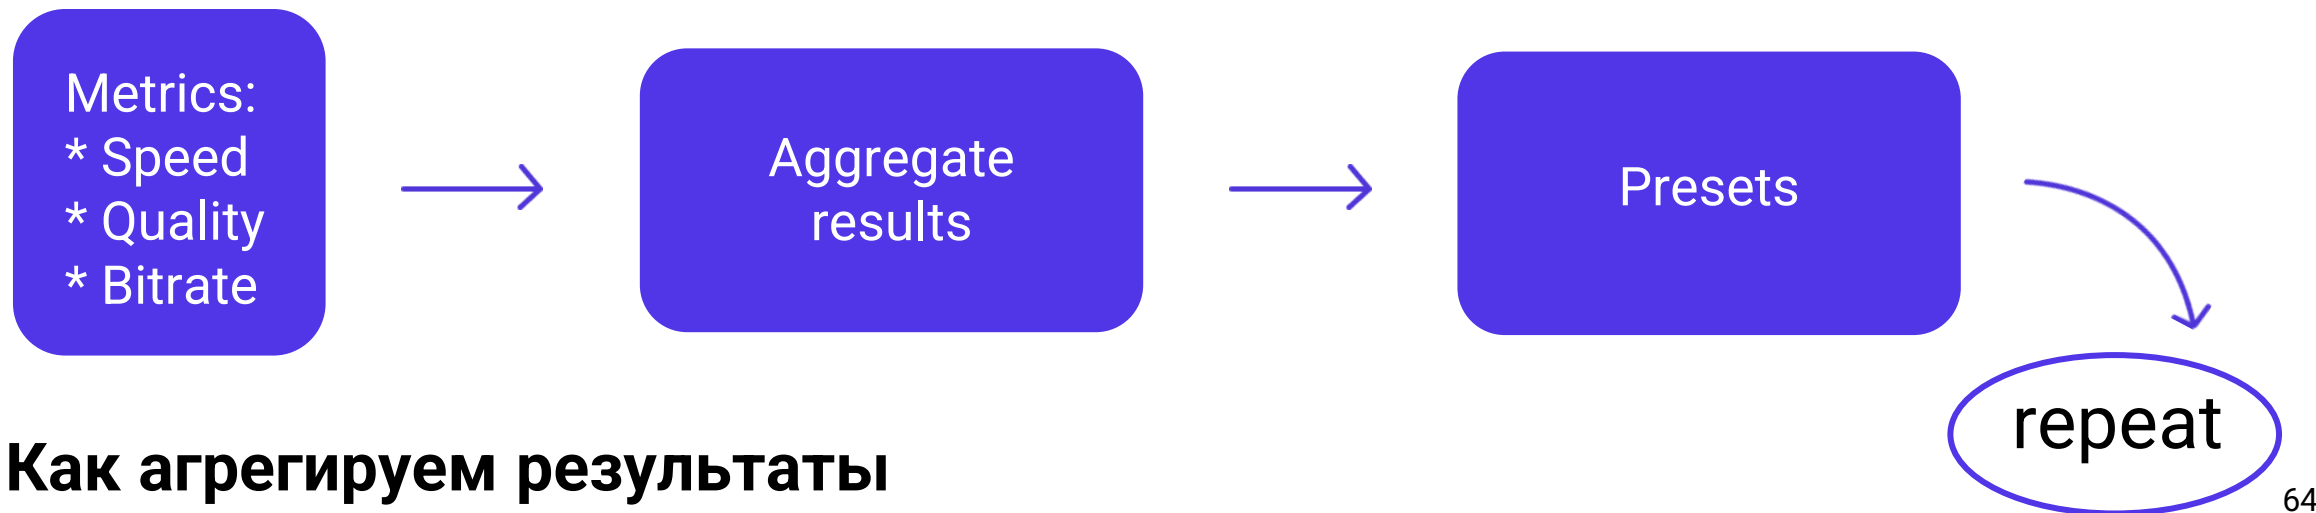 Metrics:
* Speed
* Quality
* Bitrate
Aggregate
results
Presets
repeat
Как агрегируем результаты
64